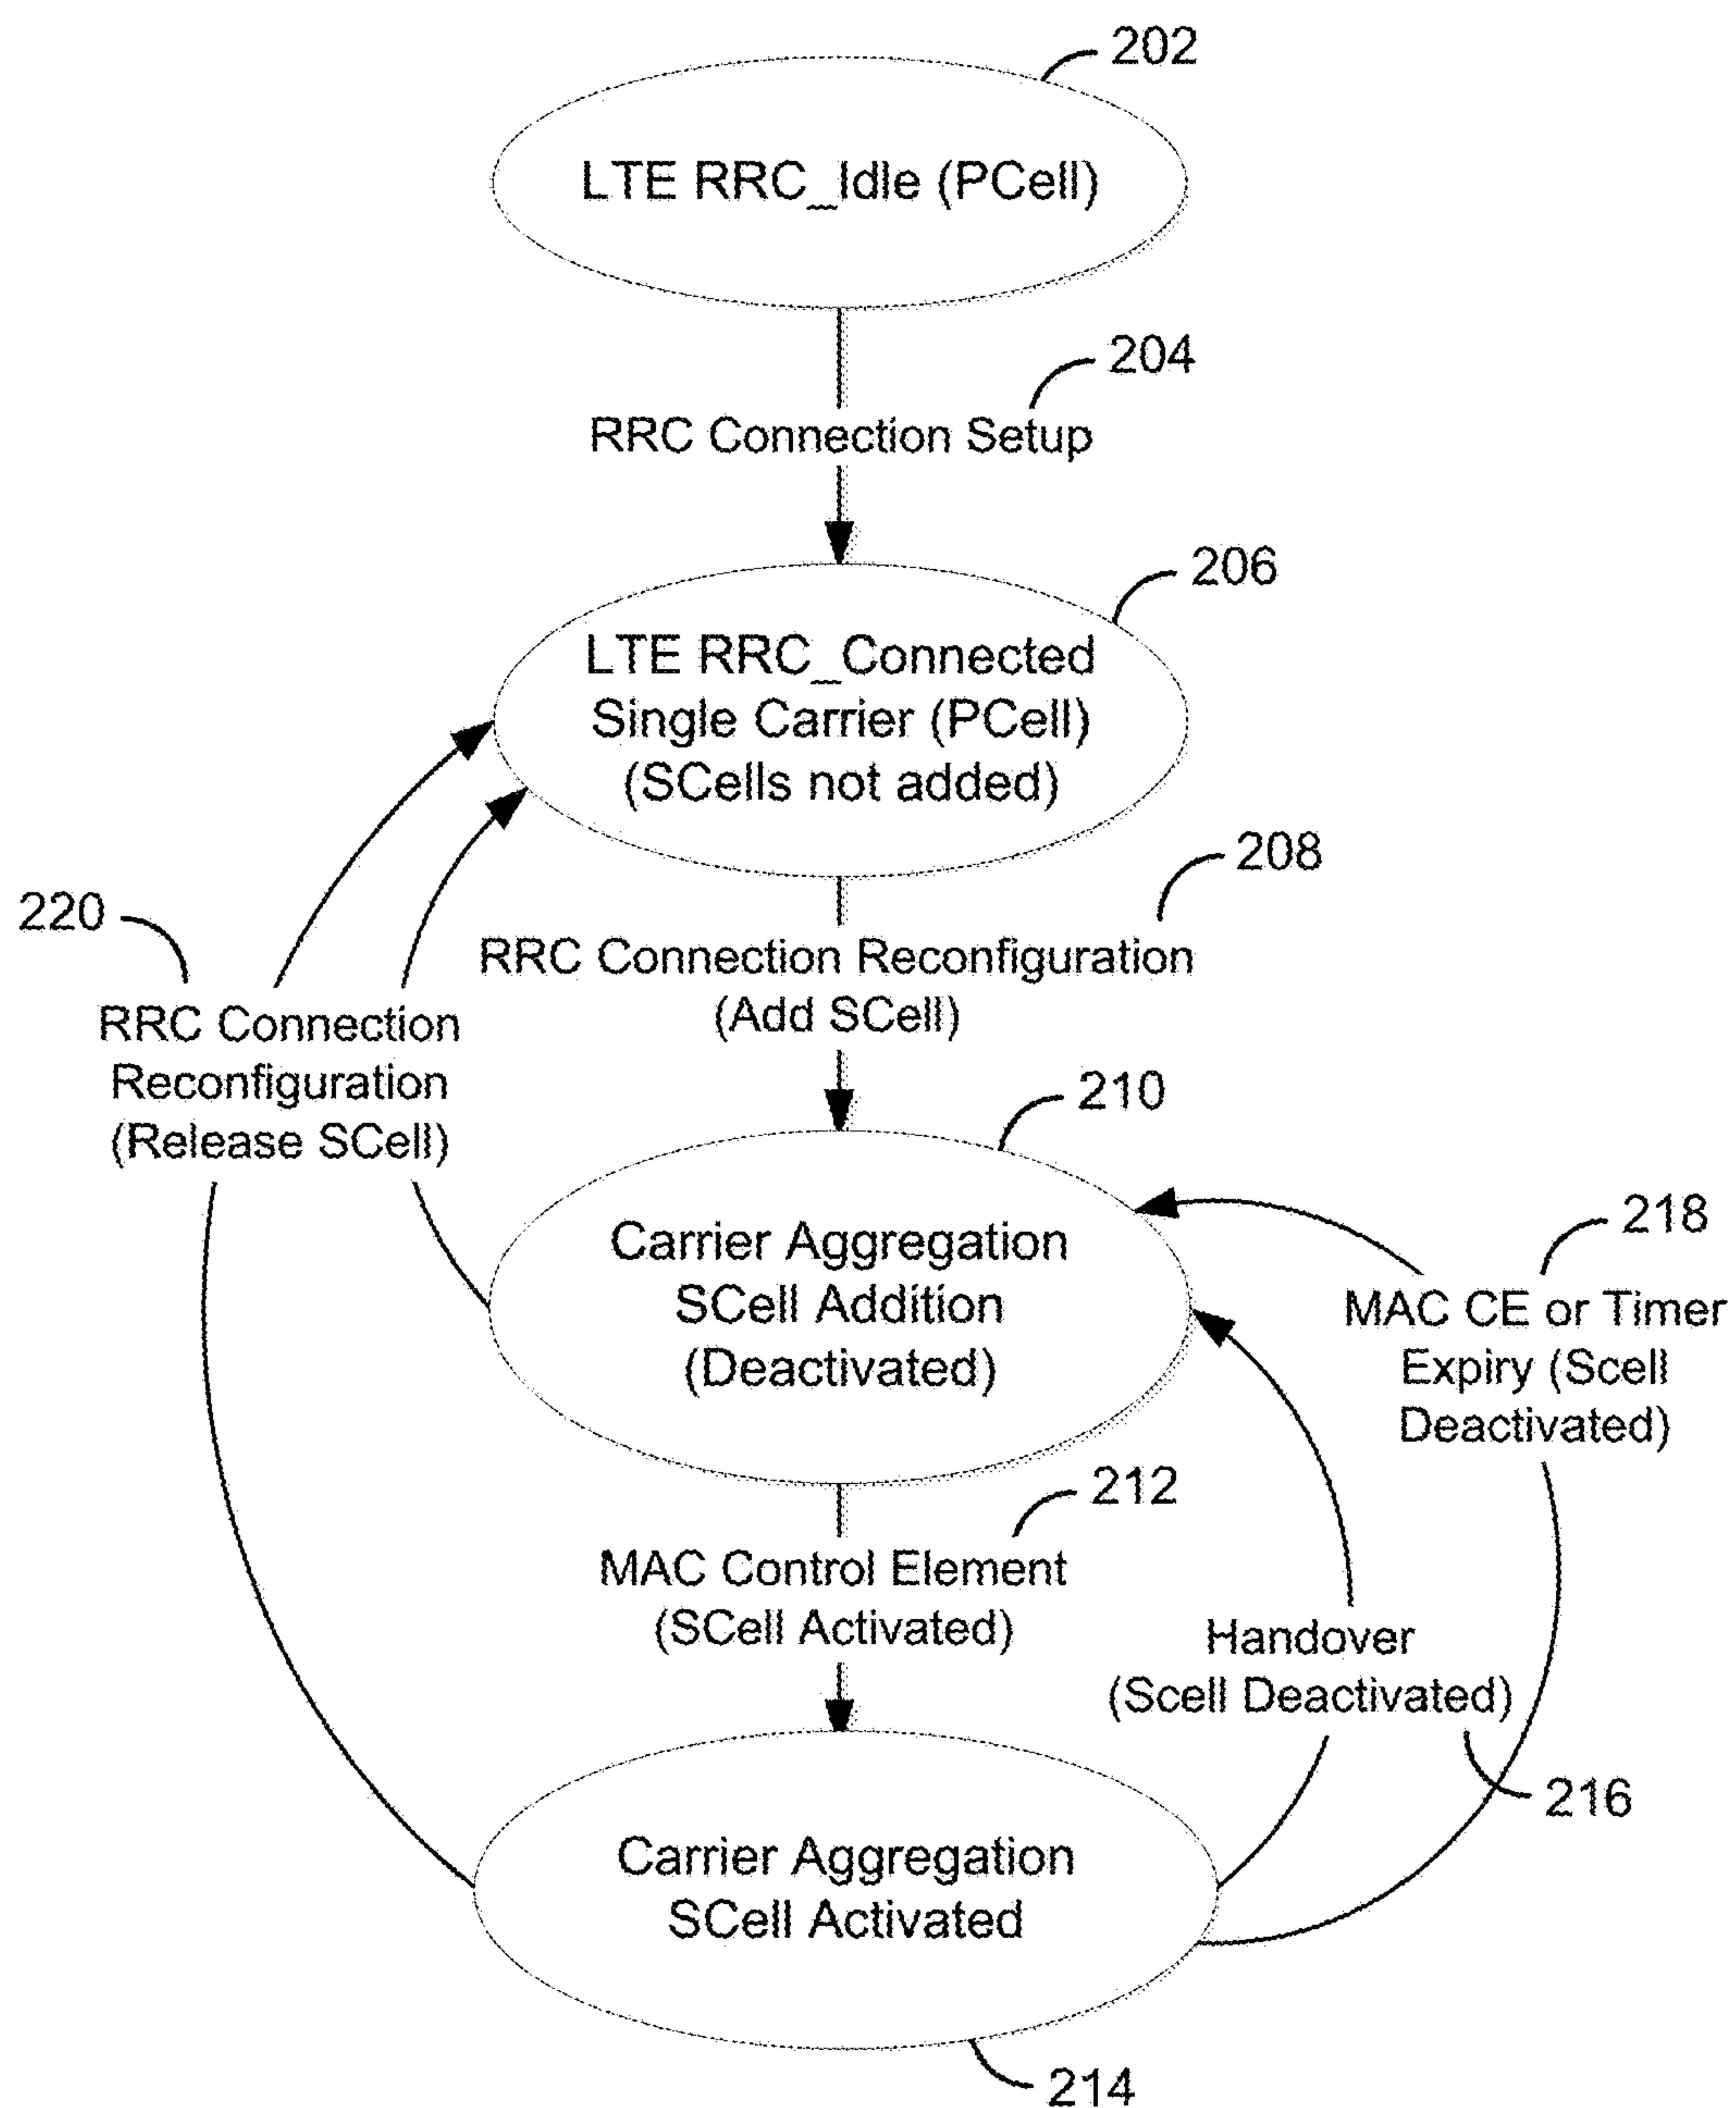 202
LTE RRC_Idle (PCell)
204
RRC Connection Setup
206
LTE RRC_Connected
Single Carrier (PCell)
(SCells not added)
208
220
RRC Connection Reconfiguration
(Add SCell)
RRC Connection
Reconfiguration
(Release SCell)
210
218
Carrier Aggregation
SCell Addition
(Deactivated)
MAC CE or Timer
Expiry (Scell
Deactivated)
212
MAC Control Element
(SCell Activated)
Handover
(Scell Deactivated)
216
Carrier Aggregation
SCell Activated
214